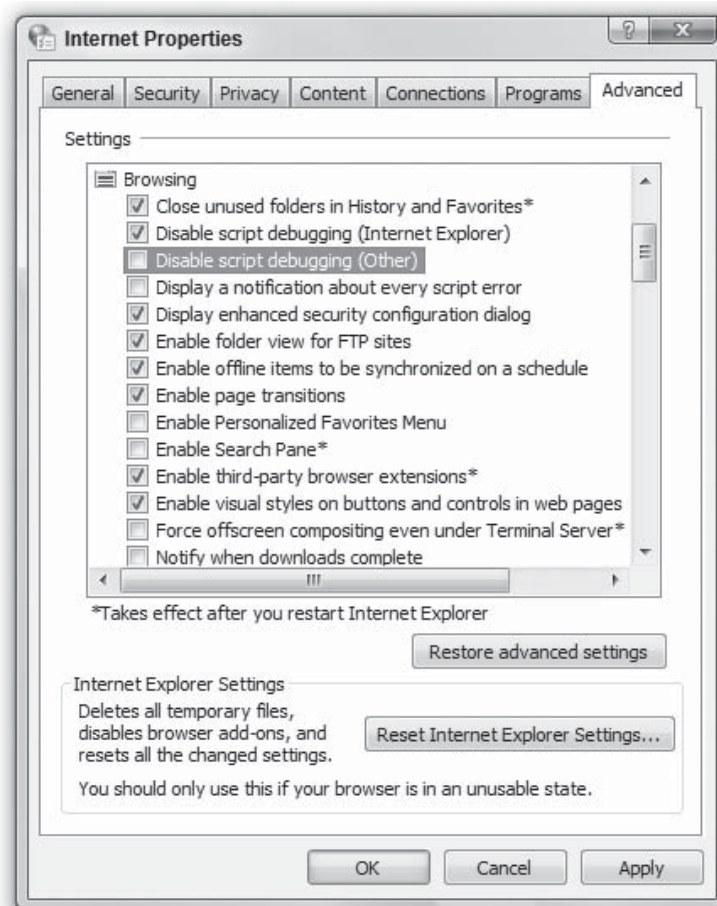 Internet Properties
General Security Privacy Content Connections Programs Advanced
Settings
Browsing
Close unused folders in History and Favorites*
Disable script debugging (Internet Explorer)
Disable script debugging (Other)
Display a notification about every script error
Display enhanced security configuration dialog
Enable folder view for FTP sites
Enable offline items to be synchronized on a schedule
Enable page transitions
Enable Personalized Favorites Menu
Enable Search Pane*
Enable third-party browser extensions*
Enable visual styles on buttons and controls in web pages
Force offscreen compositing even under Terminal Server*
Notify when downloads complete
*Takes effect after you restart Internet Explorer
Restore advanced settings
Internet Explorer Settings
Deletes all temporary files,
disables browser add-ons, and
resets all the changed settings.
Reset Internet Explorer Settings...
You should only use this if your browser is in an unusable state.
OK Cancel Apply